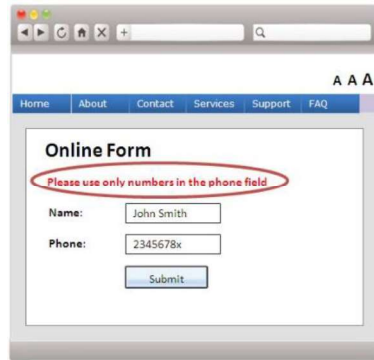 A A A
Home About Contact Services Support FAQ
Online Form
Please use only numbers in the phone field
Name: John Smith
Phone: 2345678x
Submit